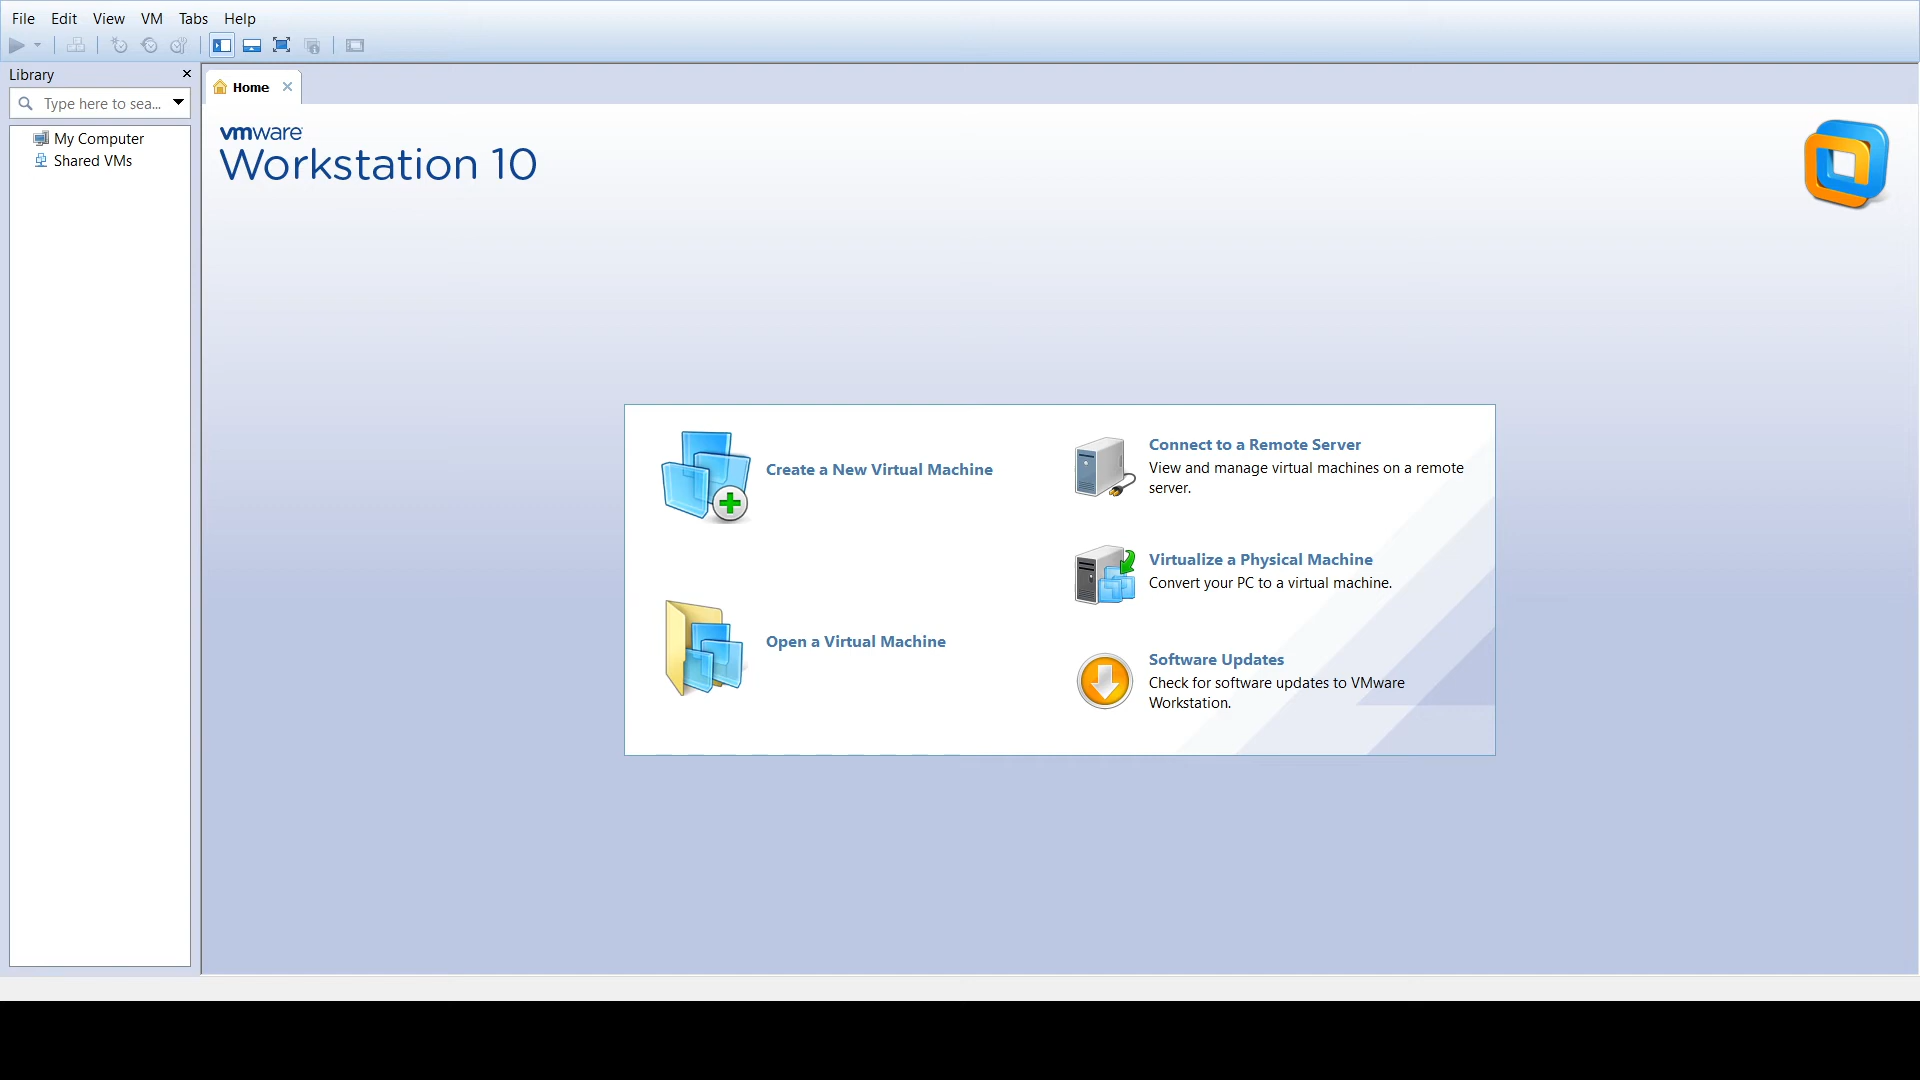 File Edit View VM Tabs Help
Library
Home
Type here to sea...
My Computer
Shared VMs
vmware
Workstation 10
Create a New Virtual Machine
Open a Virtual Machine
Connect to a Remote Server
View and manage virtual machines on a remote
server.
Virtualize a Physical Machine
Convert your PC to a virtual machine.
Software Updates
Check for software updates to VMware
Workstation.